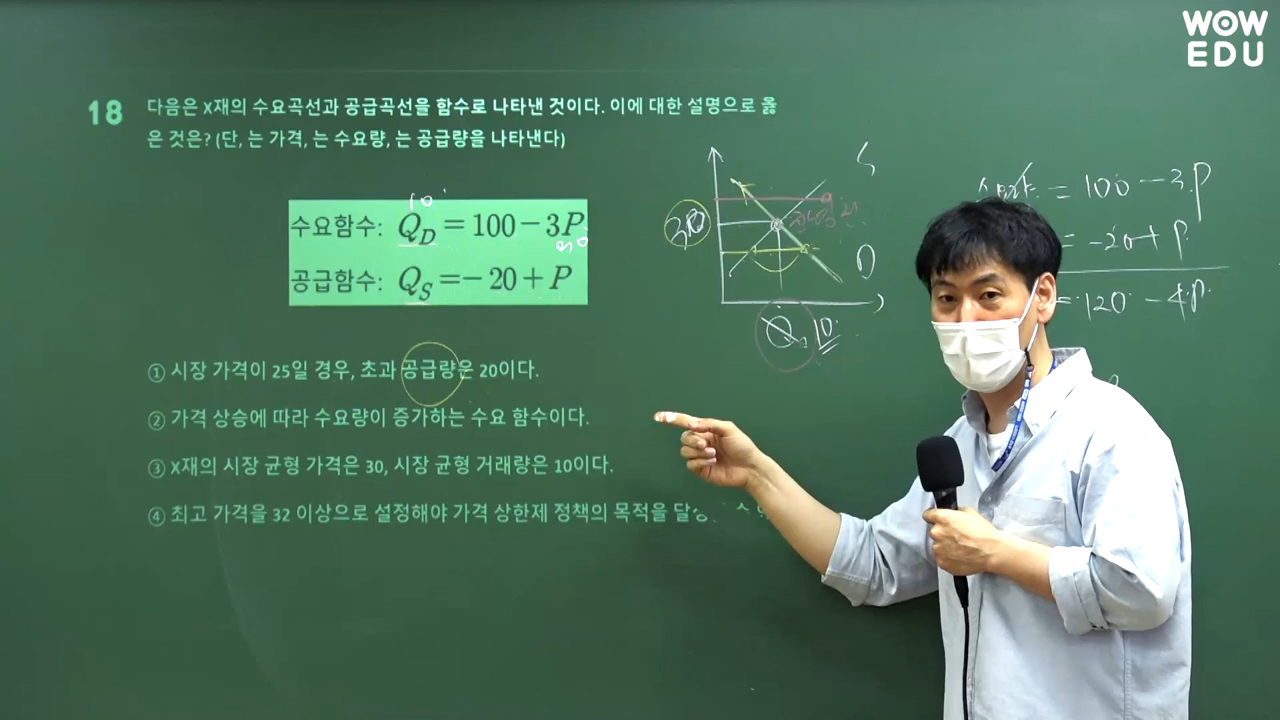 WOW
EDU
18 다음은 X재의 수요곡선과 공급곡선을 함수로 나타낸 것이다. 이에 대한 설명으로 옳
은 것은? (단, 는 가격, 는 수요량, 는 공급량을 나타낸다)
10
수요함수: Q_D = 100 − 3P
90
공급함수: Q_S = − 20 + P
① 시장 가격이 25일 경우, 초과 공급량은 20이다.
② 가격 상승에 따라 수요량이 증가하는 수요 함수이다.
③ X재의 시장 균형 가격은 30, 시장 균형 거래량은 10이다.
④ 최고 가격을 32 이상으로 설정해야 가격 상한제 정책의 목적을
S
30
D
Q, 10
= 100 − 3P
= −20 + P
= 120 − 4P